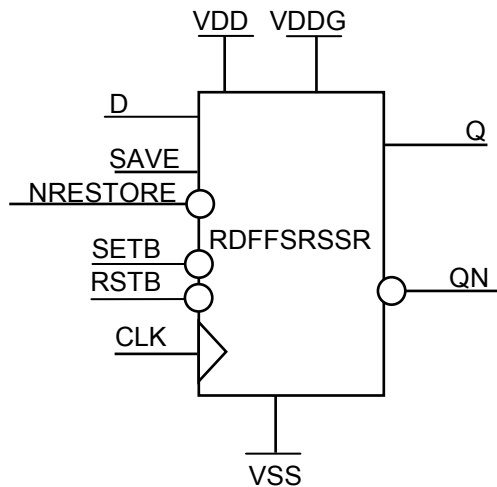 VDD VDDG
D
Q
SAVE
NRESTORE
RDFFSRSSR
SETB
RSTB
QN
CLK
VSS